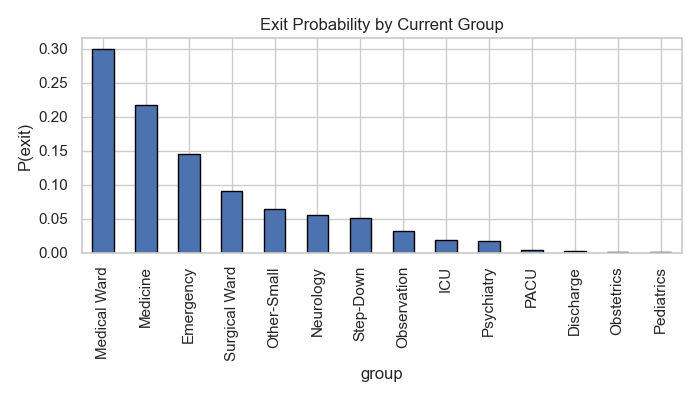 Exit Probability by Current Group
P(exit)
0.30
0.25
0.20
0.15
0.10
0.05
0.00
Medical Ward
Medicine
Emergency
Surgical Ward
Other-Small
Neurology
Step-Down
Observation
ICU
Psychiatry
PACU
Discharge
Obstetrics
Pediatrics
group